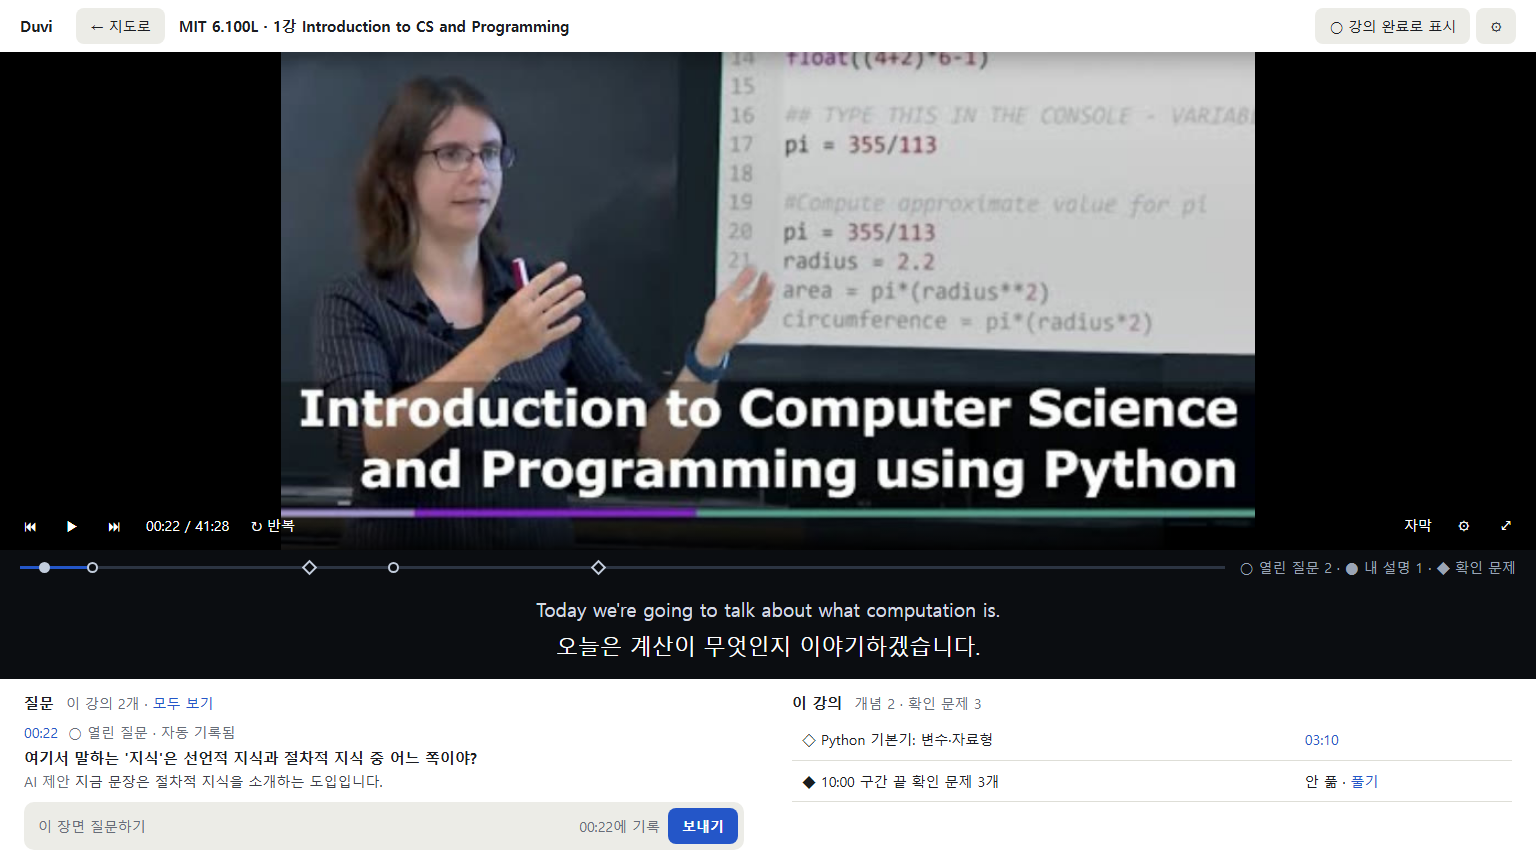 Duvi
← 지도로
MIT 6.100L · 1강 Introduction to CS and Programming
○ 강의 완료로 표시
14 float((4+2)*6-1)
15
16 ## TYPE THIS IN THE CONSOLE - VARIABL
17 pi = 355/113
18
19 #Compute approximate value for pi
20 pi = 355/113
21 radius = 2.2
area = pi*(radius**2)
circumference = pi*(radius*2)
Introduction to Computer Science
and Programming using Python
00:22 / 41:28 ↻ 반복
자막
○ 열린 질문 2 · ● 내 설명 1 · ◆ 확인 문제
Today we're going to talk about what computation is.
오늘은 계산이 무엇인지 이야기하겠습니다.
질문 이 강의 2개 · 모두 보기
00:22 ○ 열린 질문 · 자동 기록됨
여기서 말하는 '지식'은 선언적 지식과 절차적 지식 중 어느 쪽이야?
AI 제안 지금 문장은 절차적 지식을 소개하는 도입입니다.
이 장면 질문하기 00:22에 기록 보내기
이 강의 개념 2 · 확인 문제 3
◇ Python 기본기: 변수·자료형 03:10
◆ 10:00 구간 끝 확인 문제 3개 안 풂 · 풀기